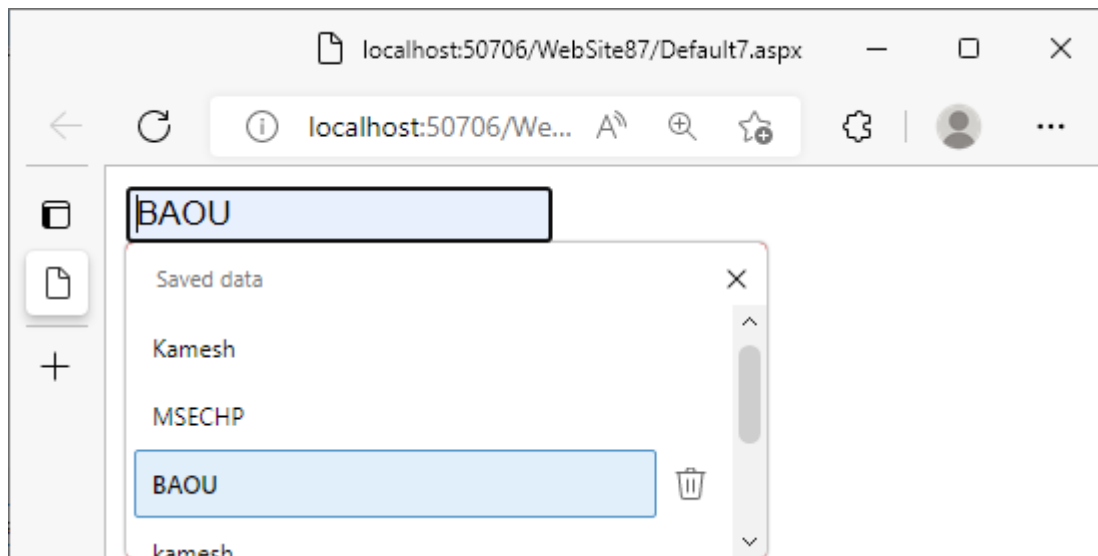 localhost:50706/WebSite87/Default7.aspx
localhost:50706/We...
BAOU
Saved data
Kamesh
MSECHP
BAOU
kamesh